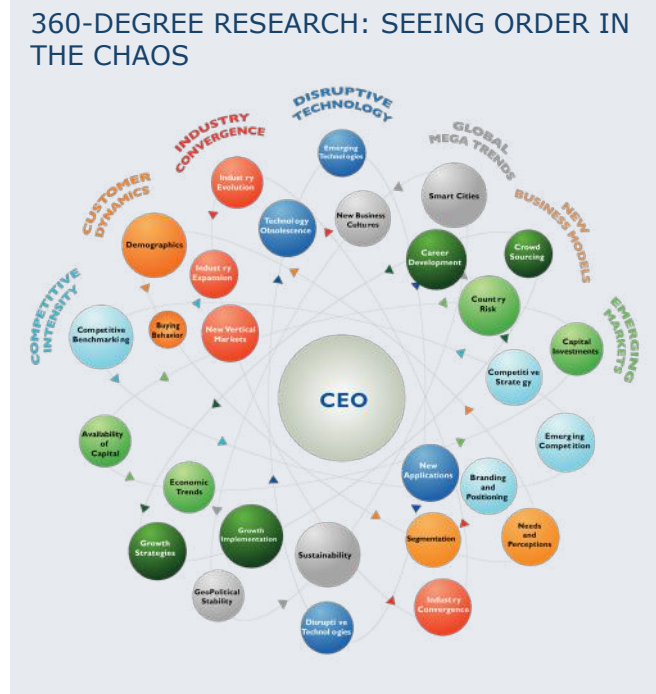 360-DEGREE RESEARCH: SEEING ORDER IN
THE CHAOS
DISRUPTIVE
TECHNOLOGY
INDUSTRY
CONVERGENCE
GLOBAL
MEGA TRENDS
CUSTOMER
DYNAMICS
NEW
BUSINESS MODELS
COMPETITIVE
INTENSITY
EMERGING
MARKETS
Emerging
Technologies
Industry
Evolution
Smart Cities
Technology
Obsolescence
New Business
Cultures
Demographics
Career
Development
Crowd
Sourcing
Industry
Expansion
Country
Risk
Competitive
Benchmarking
Buying
Behavior
New Vertical
Markets
Capital
Investments
Competitive
Strategy
CEO
Availability
of
Capital
Emerging
Competition
New
Applications
Economic
Trends
Branding
and
Positioning
Growth
Strategies
Growth
Implementation
Segmentation
Needs
and
Perceptions
Sustainability
GeoPolitical
Stability
Industry
Convergence
Disruptive
Technologies